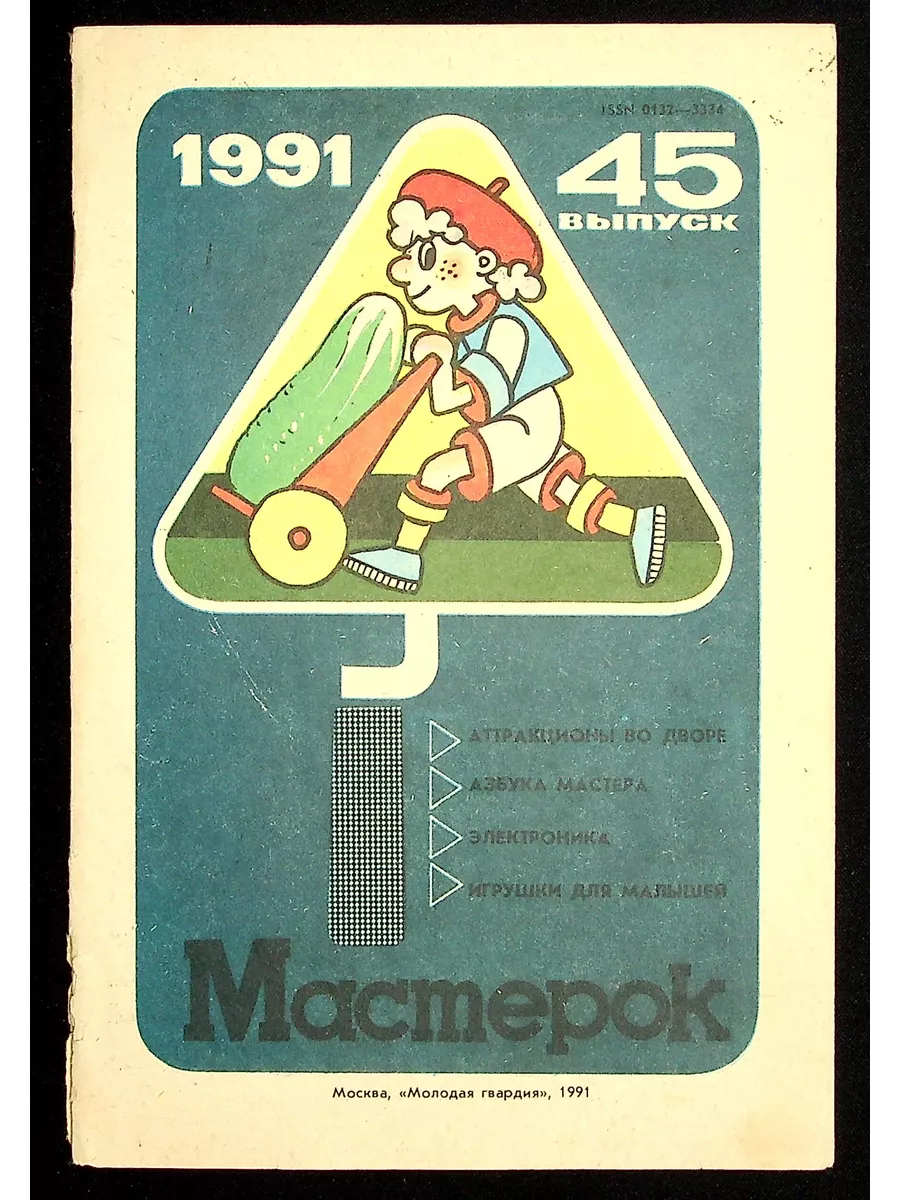 ISSN 0132—3334
1991
45
ВЫПУСК
АТТРАКЦИОНЫ ВО ДВОРЕ
АЗБУКА МАСТЕРА
ЭЛЕКТРОНИКА
ИГРУШКИ ДЛЯ МАЛЫШЕЙ
Мастерок
Москва, «Молодая гвардия», 1991